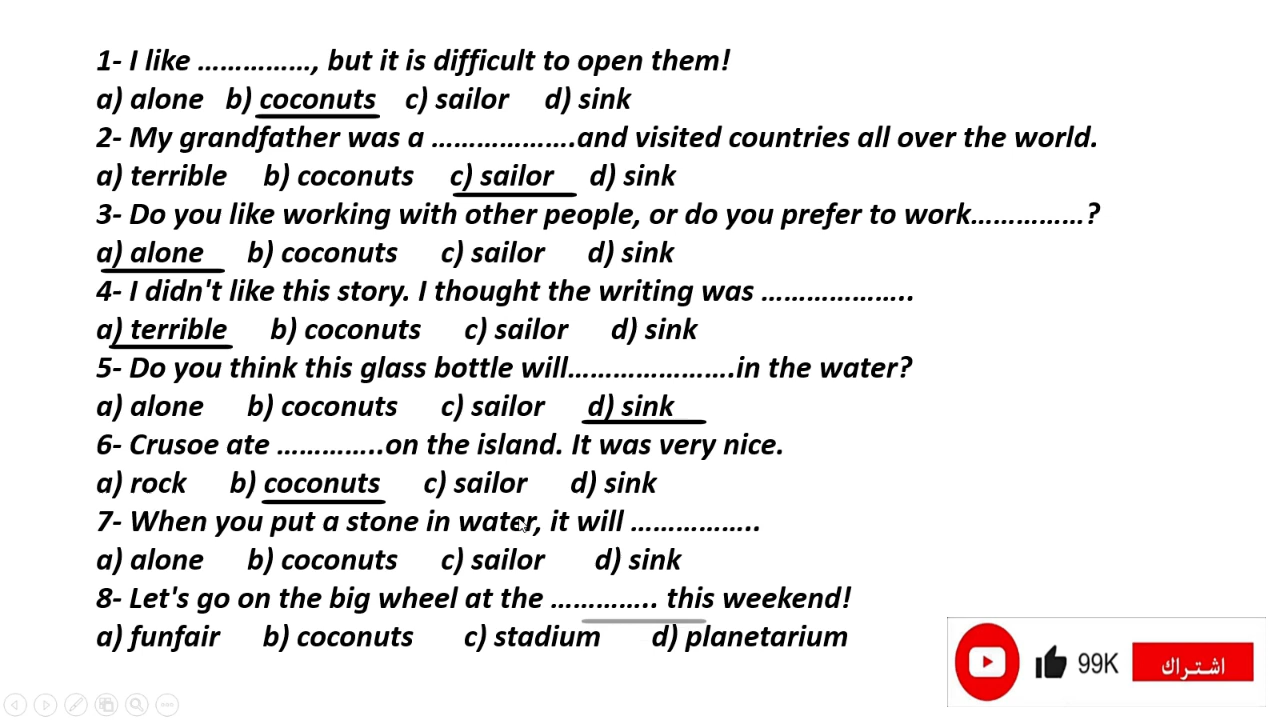 1- I like ……………, but it is difficult to open them!
a) alone b) coconuts c) sailor d) sink
2- My grandfather was a ……………….and visited countries all over the world.
a) terrible b) coconuts c) sailor d) sink
3- Do you like working with other people, or do you prefer to work……………?
a) alone b) coconuts c) sailor d) sink
4- I didn't like this story. I thought the writing was ………………..
a) terrible b) coconuts c) sailor d) sink
5- Do you think this glass bottle will………………….in the water?
a) alone b) coconuts c) sailor d) sink
6- Crusoe ate …………..on the island. It was very nice.
a) rock b) coconuts c) sailor d) sink
7- When you put a stone in water, it will ……………..
a) alone b) coconuts c) sailor d) sink
8- Let's go on the big wheel at the ………….. this weekend!
a) funfair b) coconuts c) stadium d) planetarium
99K اشتراك